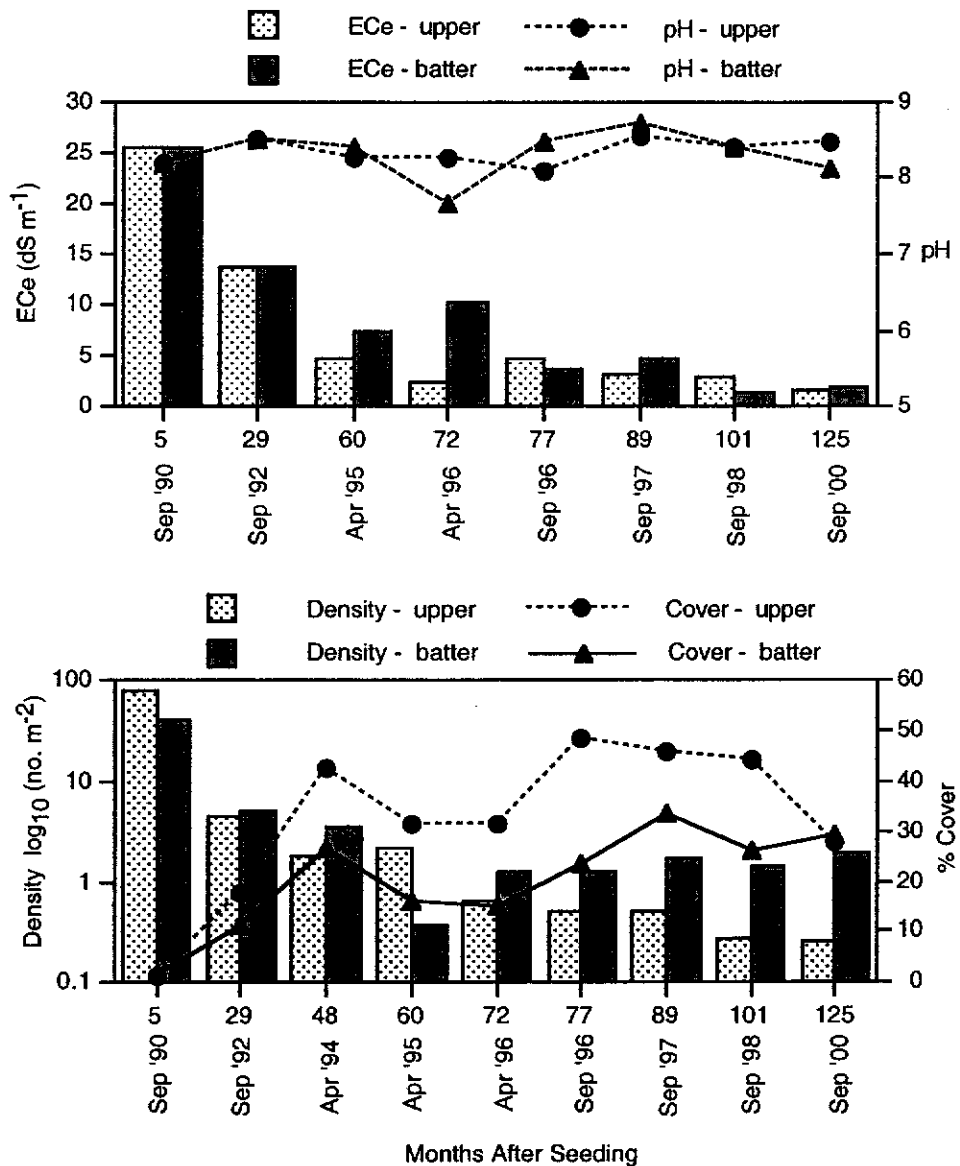 ECe - upper pH - upper
ECe - batter pH - batter
30 9
25 8
20
15 7
10 6
5
0 5
ECe (dS m⁻¹)
pH
5 29 60 72 77 89 101 125
Sep '90 Sep '92 Apr '95 Apr '96 Sep '96 Sep '97 Sep '98 Sep '00
Density - upper Cover - upper
Density - batter Cover - batter
100 60
50
10 40
30
1 20
10
0.1 0
Density log₁₀ (no. m⁻²)
% Cover
5 29 48 60 72 77 89 101 125
Sep '90 Sep '92 Apr '94 Apr '95 Apr '96 Sep '96 Sep '97 Sep '98 Sep '00
Months After Seeding